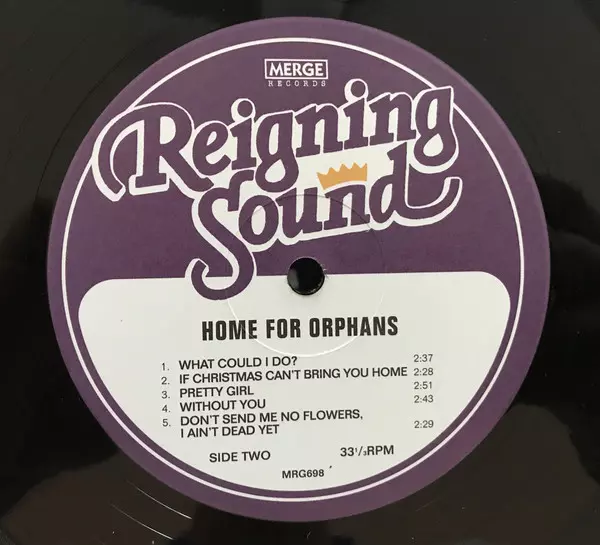 MERGE
RECORDS
Reigning
Sound
HOME FOR ORPHANS
1. WHAT COULD I DO? 2:37
2. IF CHRISTMAS CAN'T BRING YOU HOME 2:28
3. PRETTY GIRL 2:51
4. WITHOUT YOU 2:43
5. DON'T SEND ME NO FLOWERS,
I AIN'T DEAD YET 2:29
SIDE TWO 33¹/₃RPM
MRG698